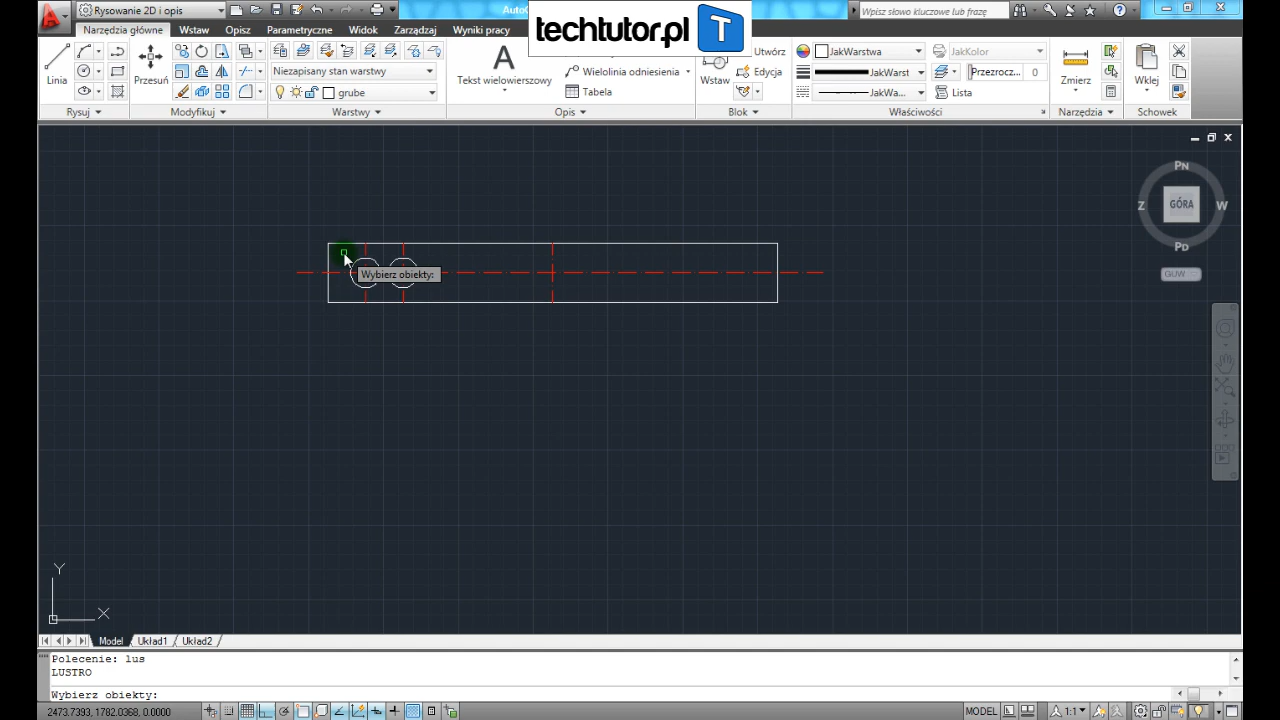 Rysowanie 2D i opis
Auto
Wpisz słowo kluczowe lub frazę
techtutor.pl T
Narzędzia główne Wstaw Opis Parametryczne Widok Zarządzaj Wyniki pracy
Linia
Przesuń
Niezapisany stan warstwy
grube
A
Tekst wielowierszowy
Wielolinia odniesienia
Tabela
Wstaw
Utwórz
Edycja
JakWarstwa
JakWarst
JakWa...
JakKolor
Przezrocz... 0
Lista
Zmierz
Wklej
Rysuj Modyfikuj Warstwy Opis Blok Właściwości Narzędzia Schowek
PN
Z GÓRA W
PD
GUW
Wybierz obiekty:
Y
X
Model Układ1 Układ2
Polecenie: lus
LUSTRO
Wybierz obiekty:
2473.7393, 1782.0368, 0.0000
MODEL
1:1